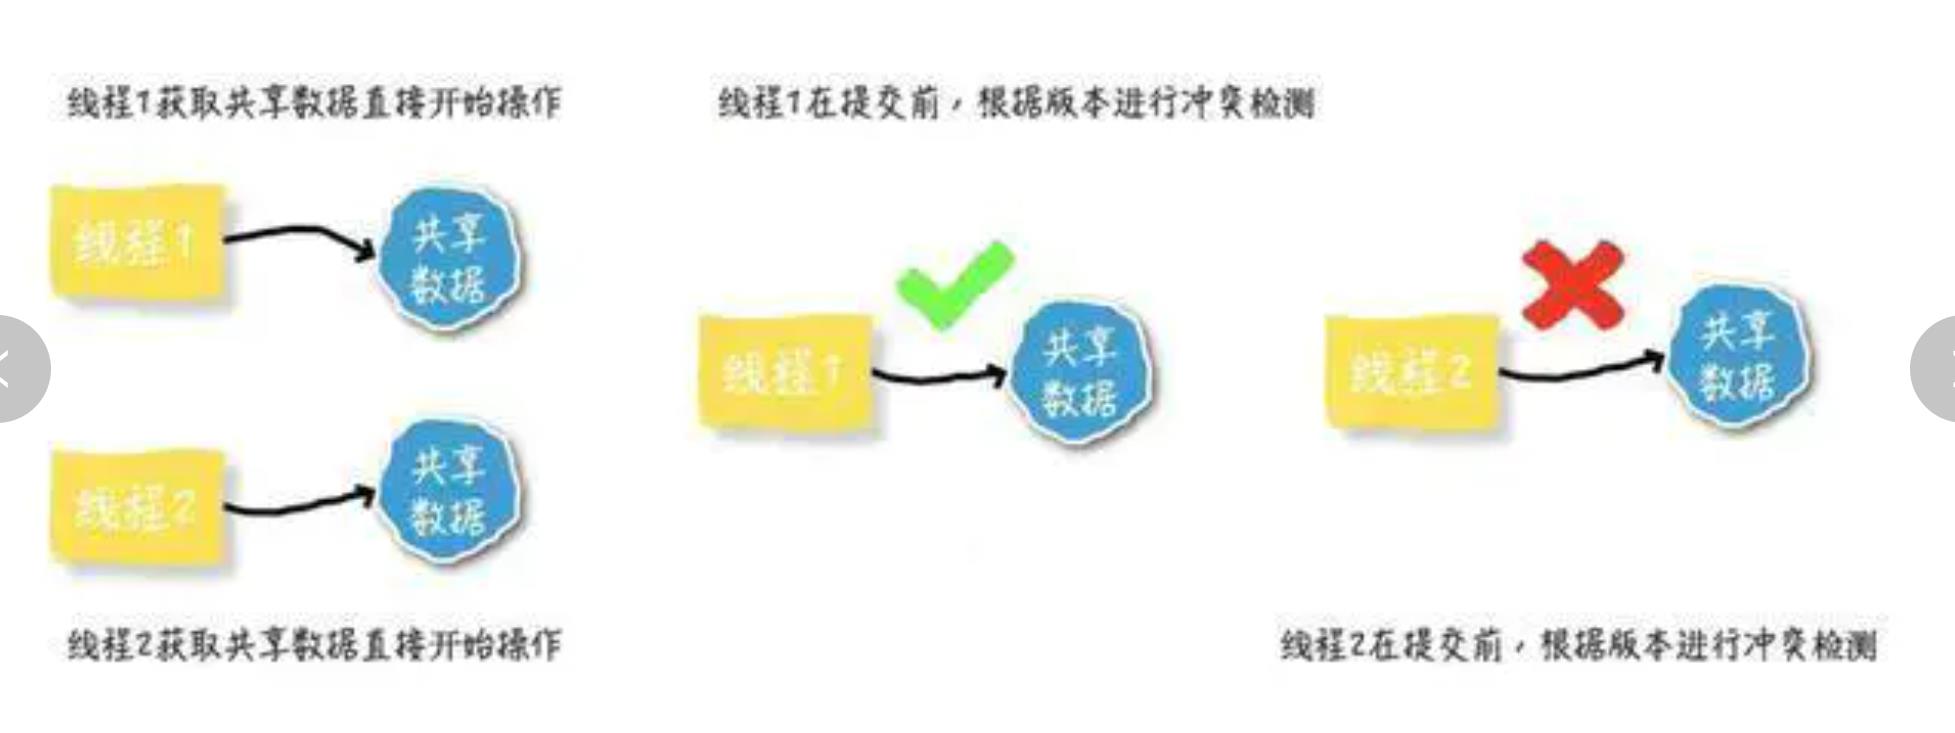 线程1获取共享数据直接开始操作
线程1
共享
数据
线程2
共享
数据
线程2获取共享数据直接开始操作
线程1在提交前，根据版本进行冲突检测
线程1
共享
数据
线程2
共享
数据
线程2在提交前，根据版本进行冲突检测